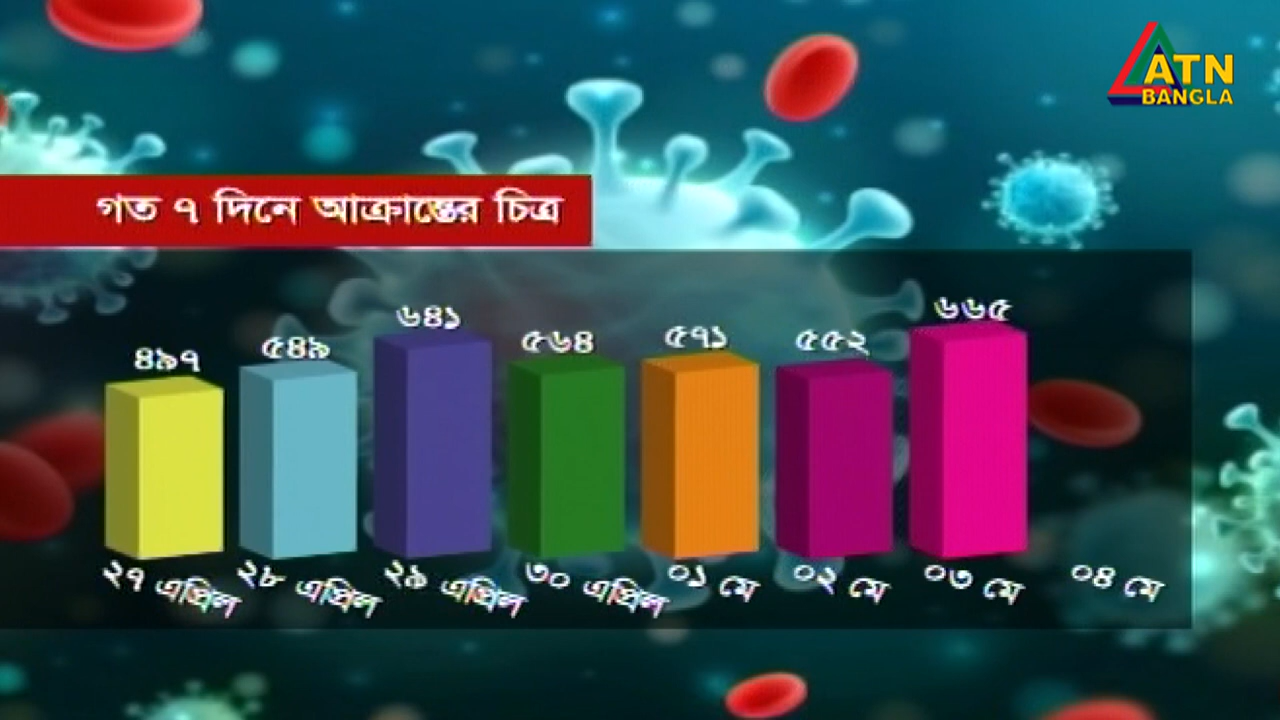 ATN
BANGLA
গত ৭ দিনে আক্রান্তের চিত্র
৪৯৭ ৫৪৯ ৬৪১ ৫৬৪ ৫৭১ ৫৫২ ৬৬৫
২৭ এপ্রিল ২৮ এপ্রিল ২৯ এপ্রিল ৩০ এপ্রিল ০১ মে ০২ মে ০৩ মে ০৪ মে